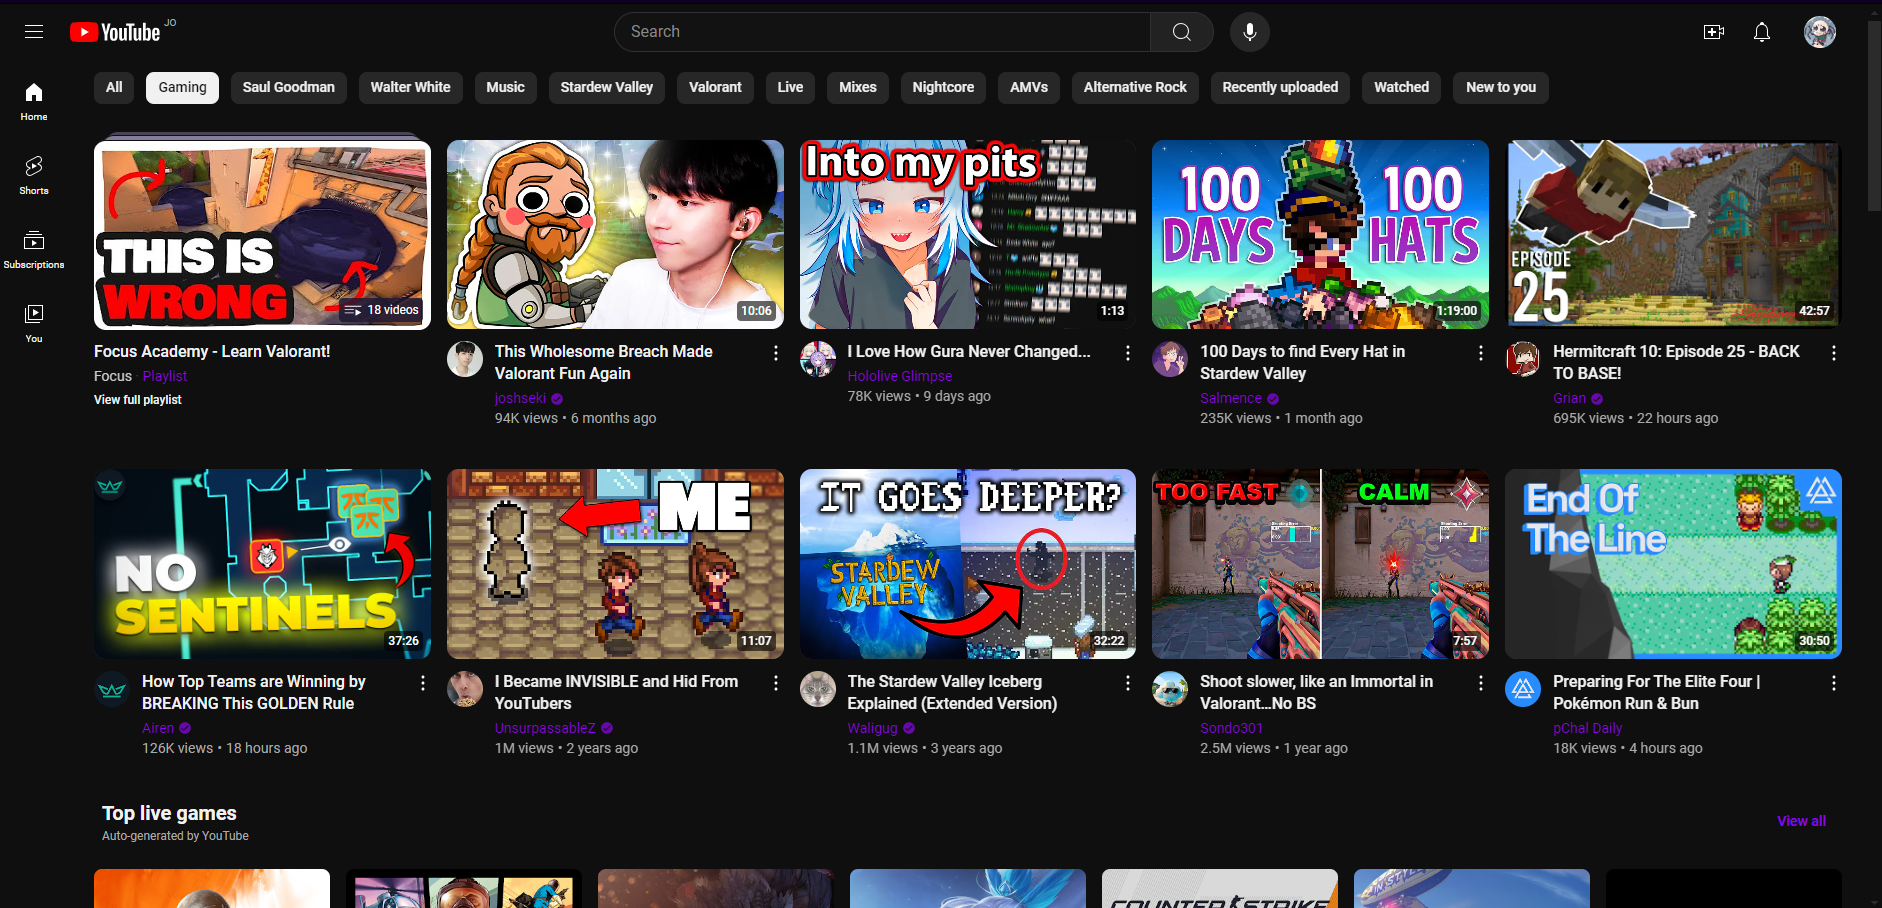 YouTube JO
Search
Home
Shorts
Subscriptions
You
All
Gaming
Saul Goodman
Walter White
Music
Stardew Valley
Valorant
Live
Mixes
Nightcore
AMVs
Alternative Rock
Recently uploaded
Watched
New to you
THIS IS
WRONG
18 videos
Focus Academy - Learn Valorant!
Focus · Playlist
View full playlist
10:06
This Wholesome Breach Made
Valorant Fun Again
joshseki
94K views • 6 months ago
Into my pits
1:13
I Love How Gura Never Changed...
Hololive Glimpse
78K views • 9 days ago
100 100
DAYS HATS
1:19:00
100 Days to find Every Hat in
Stardew Valley
Salmence
235K views • 1 month ago
EPISODE
25
42:57
Hermitcraft 10: Episode 25 - BACK
TO BASE!
Grian
695K views • 22 hours ago
NO
SENTINELS
37:26
How Top Teams are Winning by
BREAKING This GOLDEN Rule
Airen
126K views • 18 hours ago
ME
11:07
I Became INVISIBLE and Hid From
YouTubers
UnsurpassableZ
1M views • 2 years ago
IT GOES DEEPER?
STARDEW
VALLEY
32:22
The Stardew Valley Iceberg
Explained (Extended Version)
Waligug
1.1M views • 3 years ago
TOO FAST
CALM
7:57
Shoot slower, like an Immortal in
Valorant...No BS
Sondo301
2.5M views • 1 year ago
End Of
The Line
30:50
Preparing For The Elite Four |
Pokémon Run & Bun
pChal Daily
18K views • 4 hours ago
Top live games
Auto-generated by YouTube
View all
COUNTER STRIKE